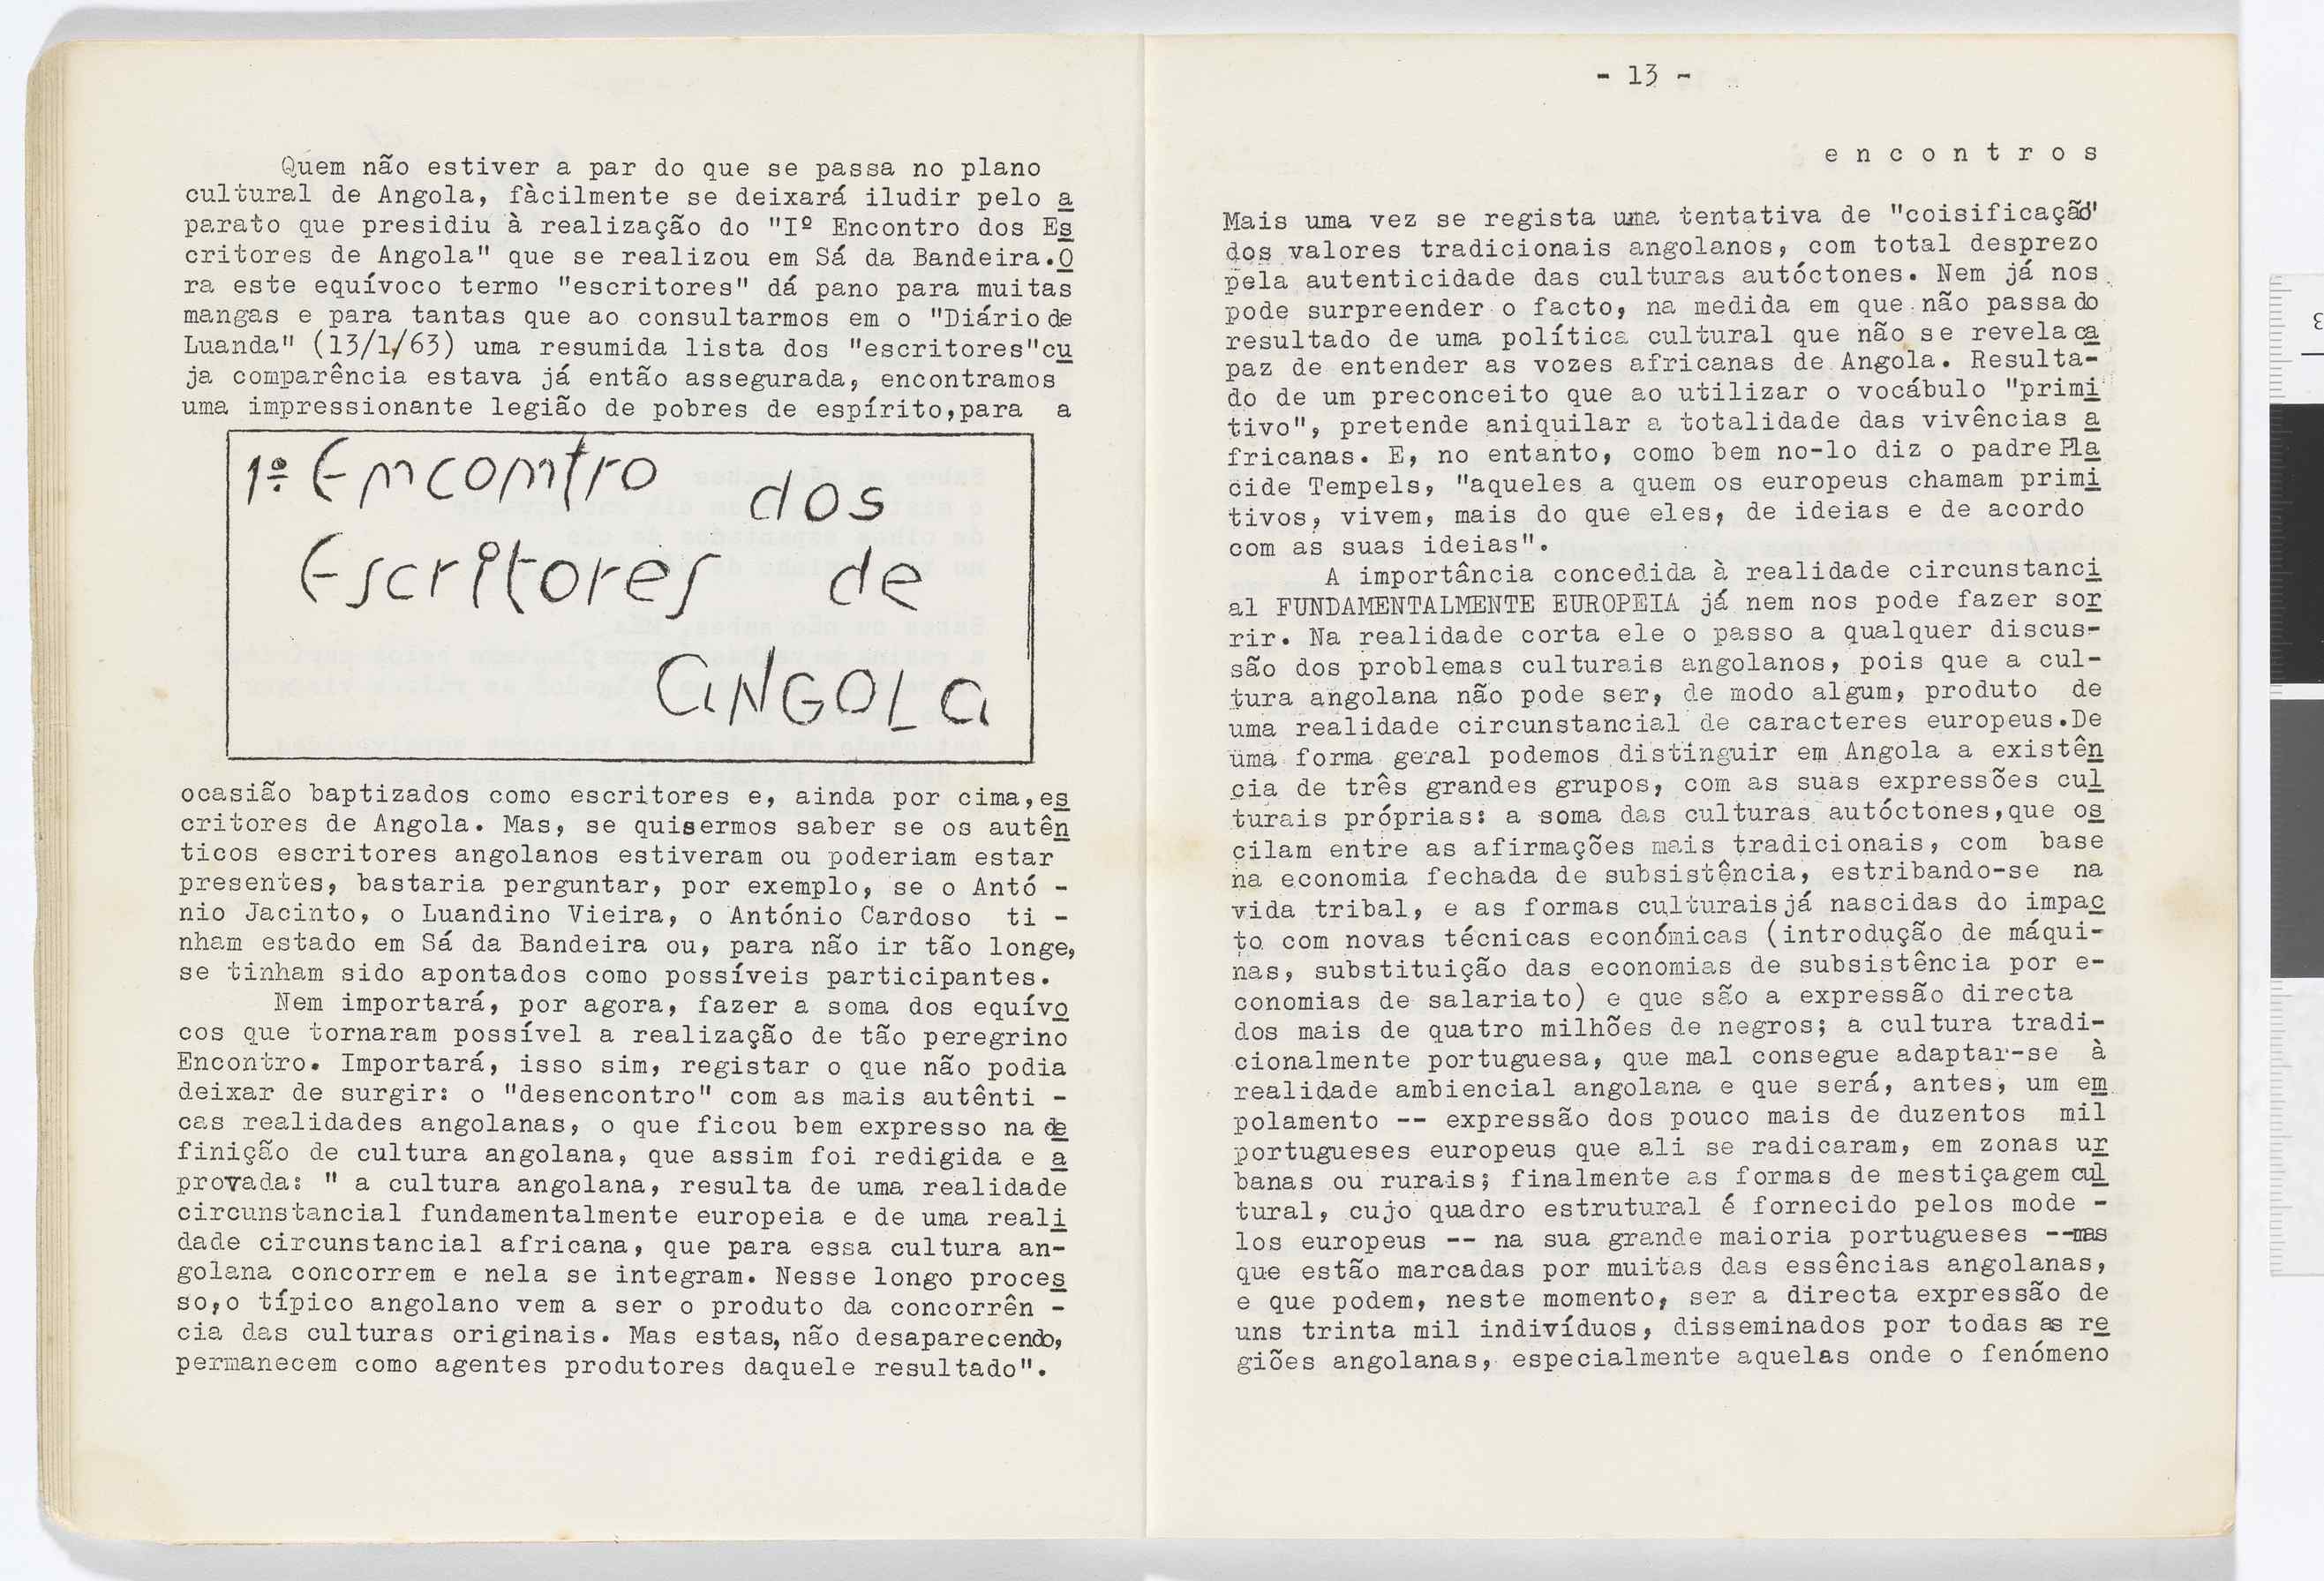 Quem não estiver a par do que se passa no plano
cultural de Angola, fàcilmente se deixará iludir pelo a
parato que presidiu à realização do "Iº Encontro dos Es
critores de Angola" que se realizou em Sá da Bandeira.O
ra este equívoco termo "escritores" dá pano para muitas
mangas e para tantas que ao consultarmos em o "Diário de
Luanda" (13/1/63) uma resumida lista dos "escritores"cu
ja comparência estava já então assegurada, encontramos
uma impressionante legião de pobres de espírito,para a
1º Encontro dos
Escritores de
ANGOLA
ocasião baptizados como escritores e, ainda por cima,es
critores de Angola. Mas, se quisermos saber se os autên
ticos escritores angolanos estiveram ou poderiam estar
presentes, bastaria perguntar, por exemplo, se o Antó -
nio Jacinto, o Luandino Vieira, o António Cardoso ti -
nham estado em Sá da Bandeira ou, para não ir tão longe,
se tinham sido apontados como possíveis participantes.
Nem importará, por agora, fazer a soma dos equívo
cos que tornaram possível a realização de tão peregrino
Encontro. Importará, isso sim, registar o que não podia
deixar de surgir: o "desencontro" com as mais autênti -
cas realidades angolanas, o que ficou bem expresso na de
finição de cultura angolana, que assim foi redigida e a
provada: " a cultura angolana, resulta de uma realidade
circunstancial fundamentalmente europeia e de uma reali
dade circunstancial africana, que para essa cultura an-
golana concorrem e nela se integram. Nesse longo proces
so,o típico angolano vem a ser o produto da concorrên -
cia das culturas originais. Mas estas, não desaparecendo,
permanecem como agentes produtores daquele resultado".
- 13 -
encontros
Mais uma vez se regista uma tentativa de "coisificação"
dos valores tradicionais angolanos, com total desprezo
pela autenticidade das culturas autóctones. Nem já nos
pode surpreender o facto, na medida em que não passa do
resultado de uma política cultural que não se revela ca
paz de entender as vozes africanas de Angola. Resulta-
do de um preconceito que ao utilizar o vocábulo "primi
tivo", pretende aniquilar a totalidade das vivências a
fricanas. E, no entanto, como bem no-lo diz o padre Pla
cide Tempels, "aqueles a quem os europeus chamam primi
tivos, vivem, mais do que eles, de ideias e de acordo
com as suas ideias".
A importância concedida à realidade circunstanci
al FUNDAMENTALMENTE EUROPEIA já nem nos pode fazer sor
rir. Na realidade corta ele o passo a qualquer discus-
são dos problemas culturais angolanos, pois que a cul-
tura angolana não pode ser, de modo algum, produto de
uma realidade circunstancial de caracteres europeus.De
uma forma geral podemos distinguir em Angola a existên
cia de três grandes grupos, com as suas expressões cul
turais próprias: a soma das culturas autóctones,que os
cilam entre as afirmações mais tradicionais, com base
na economia fechada de subsistência, estribando-se na
vida tribal, e as formas culturais já nascidas do impac
to com novas técnicas económicas (introdução de máqui-
nas, substituição das economias de subsistência por e-
conomias de salariato) e que são a expressão directa
dos mais de quatro milhões de negros; a cultura tradi-
cionalmente portuguesa, que mal consegue adaptar-se à
realidade ambiencial angolana e que será, antes, um em
polamento -- expressão dos pouco mais de duzentos mil
portugueses europeus que ali se radicaram, em zonas ur
banas ou rurais; finalmente as formas de mestiçagem cul
tural, cujo quadro estrutural é fornecido pelos mode -
los europeus -- na sua grande maioria portugueses --mas
que estão marcadas por muitas das essências angolanas,
e que podem, neste momento, ser a directa expressão de
uns trinta mil indivíduos, disseminados por todas as re
giões angolanas, especialmente aquelas onde o fenómeno